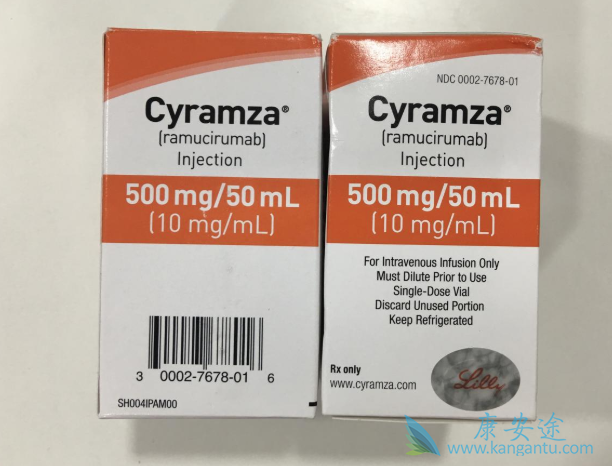 Cyramza®
(ramucirumab)
Injection
500 mg/50 mL
(10 mg/mL)
3 0002-7678-01 6
SH004IPAM00
NDC 0002-7678-01
Cyramza®
(ramucirumab)
Injection
500 mg/50 mL
(10 mg/mL)
For Intravenous Infusion Only
Must Dilute Prior to Use
Single-Dose Vial
Discard Unused Portion
Keep Refrigerated
Rx only
www.cyramza.com
Lilly
康安途
www.kangantu.com